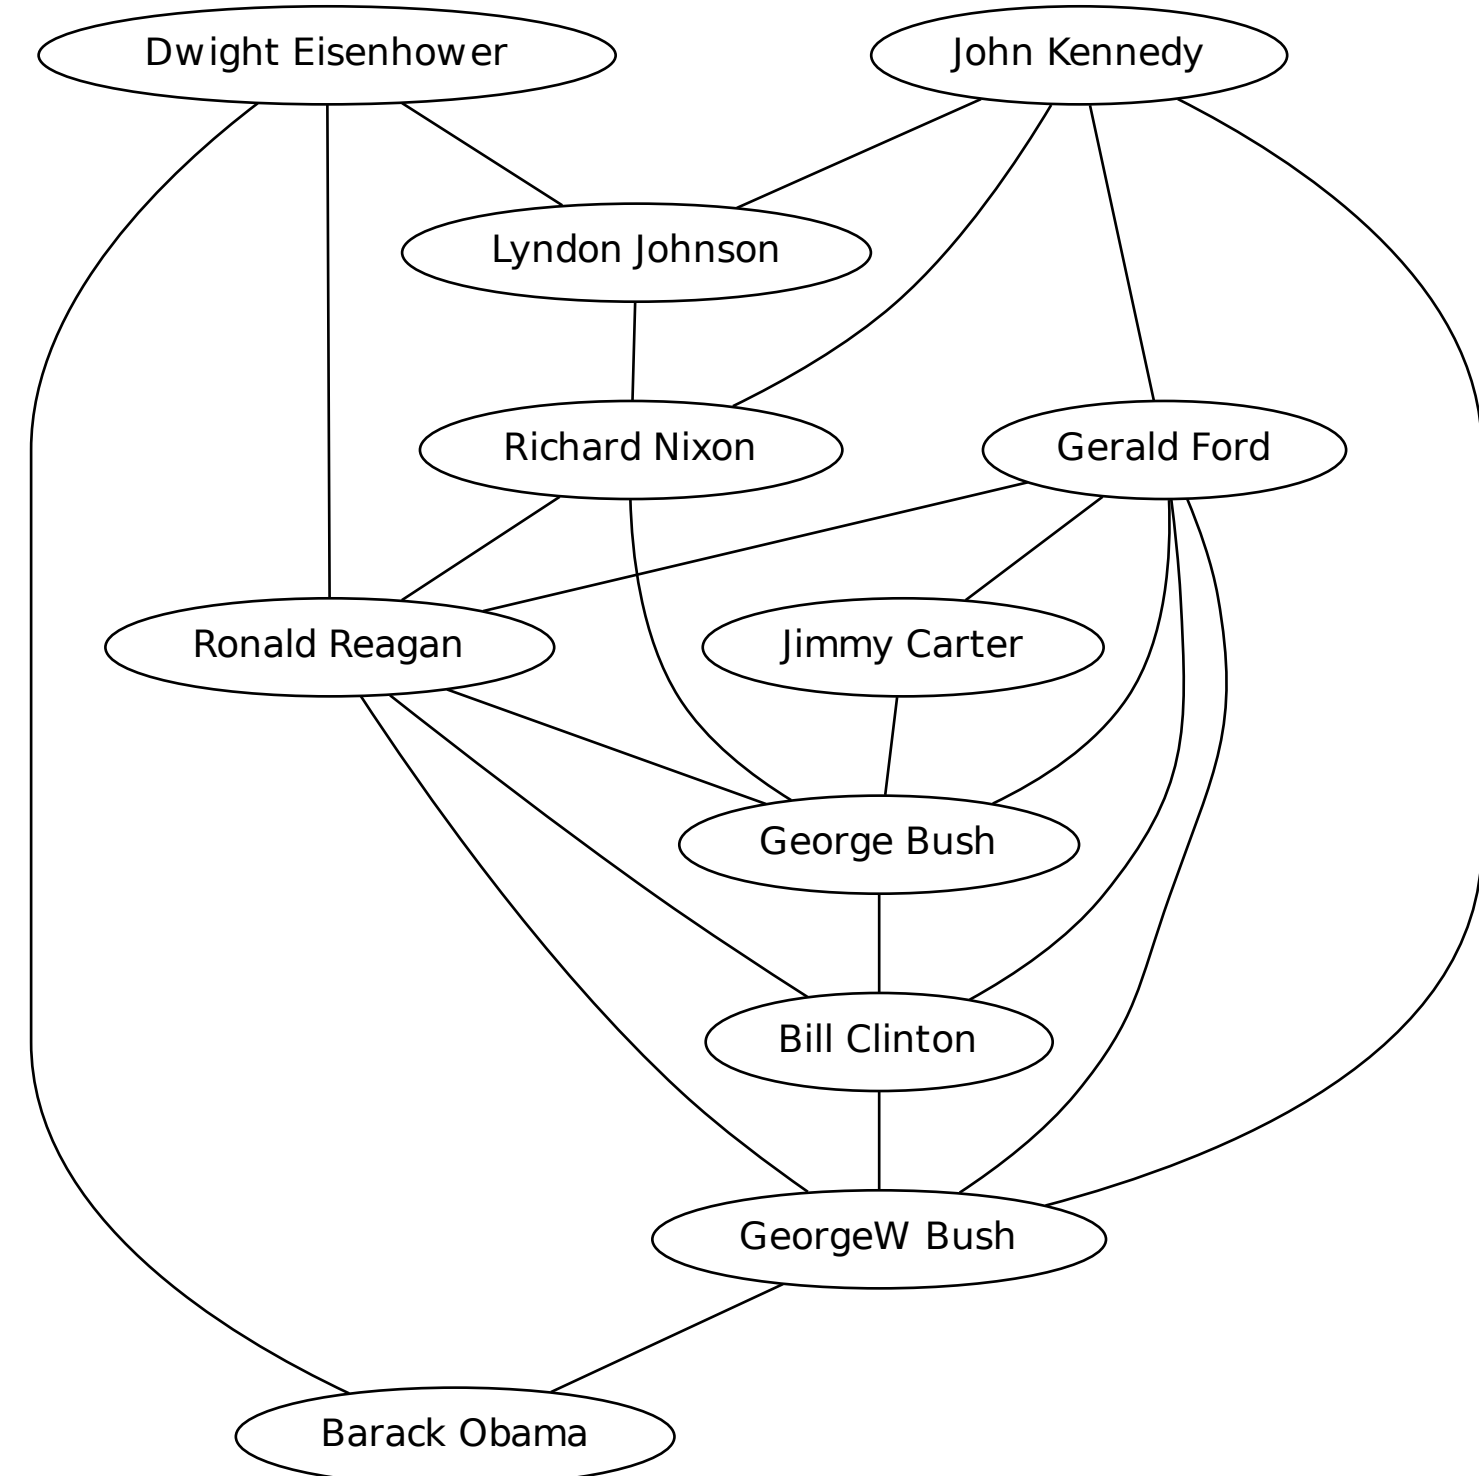 Dwight Eisenhower
John Kennedy
Lyndon Johnson
Richard Nixon
Gerald Ford
Ronald Reagan
Jimmy Carter
George Bush
Bill Clinton
GeorgeW Bush
Barack Obama